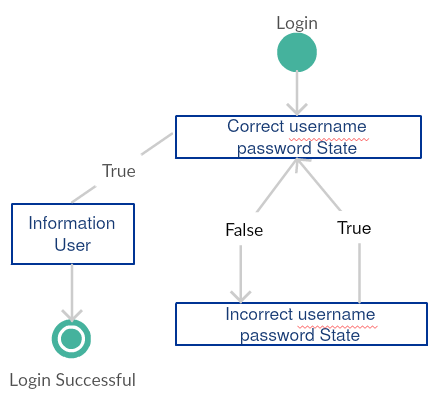 Login
Correct username
password State
True
Information
User
False
True
Incorrect username
password State
Login Successful